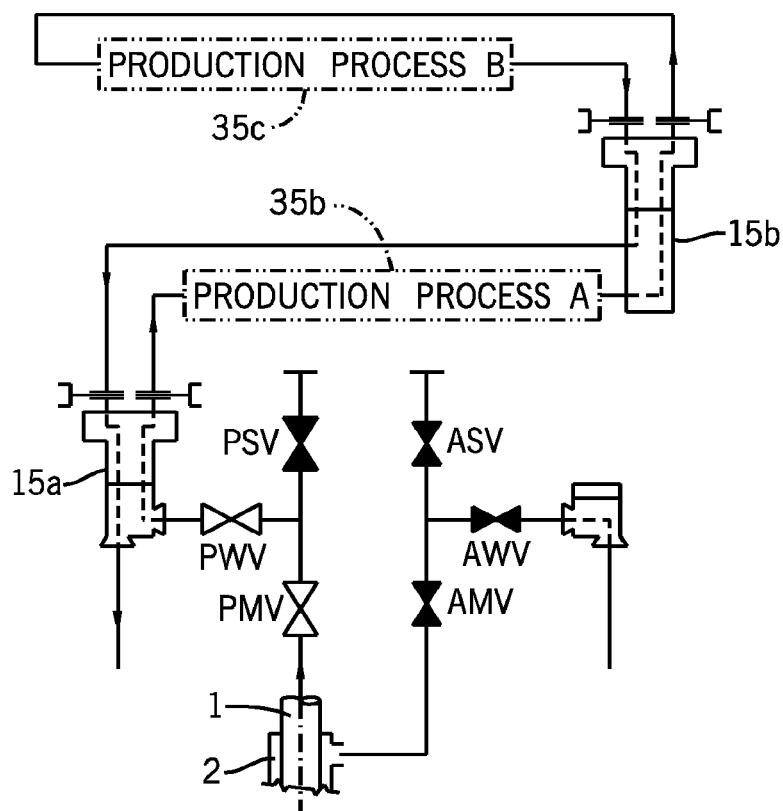 PRODUCTION PROCESS B
35c
35b
15b
PRODUCTION PROCESS A
PSV
ASV
15a
PWV
AWV
PMV
AMV
1
2